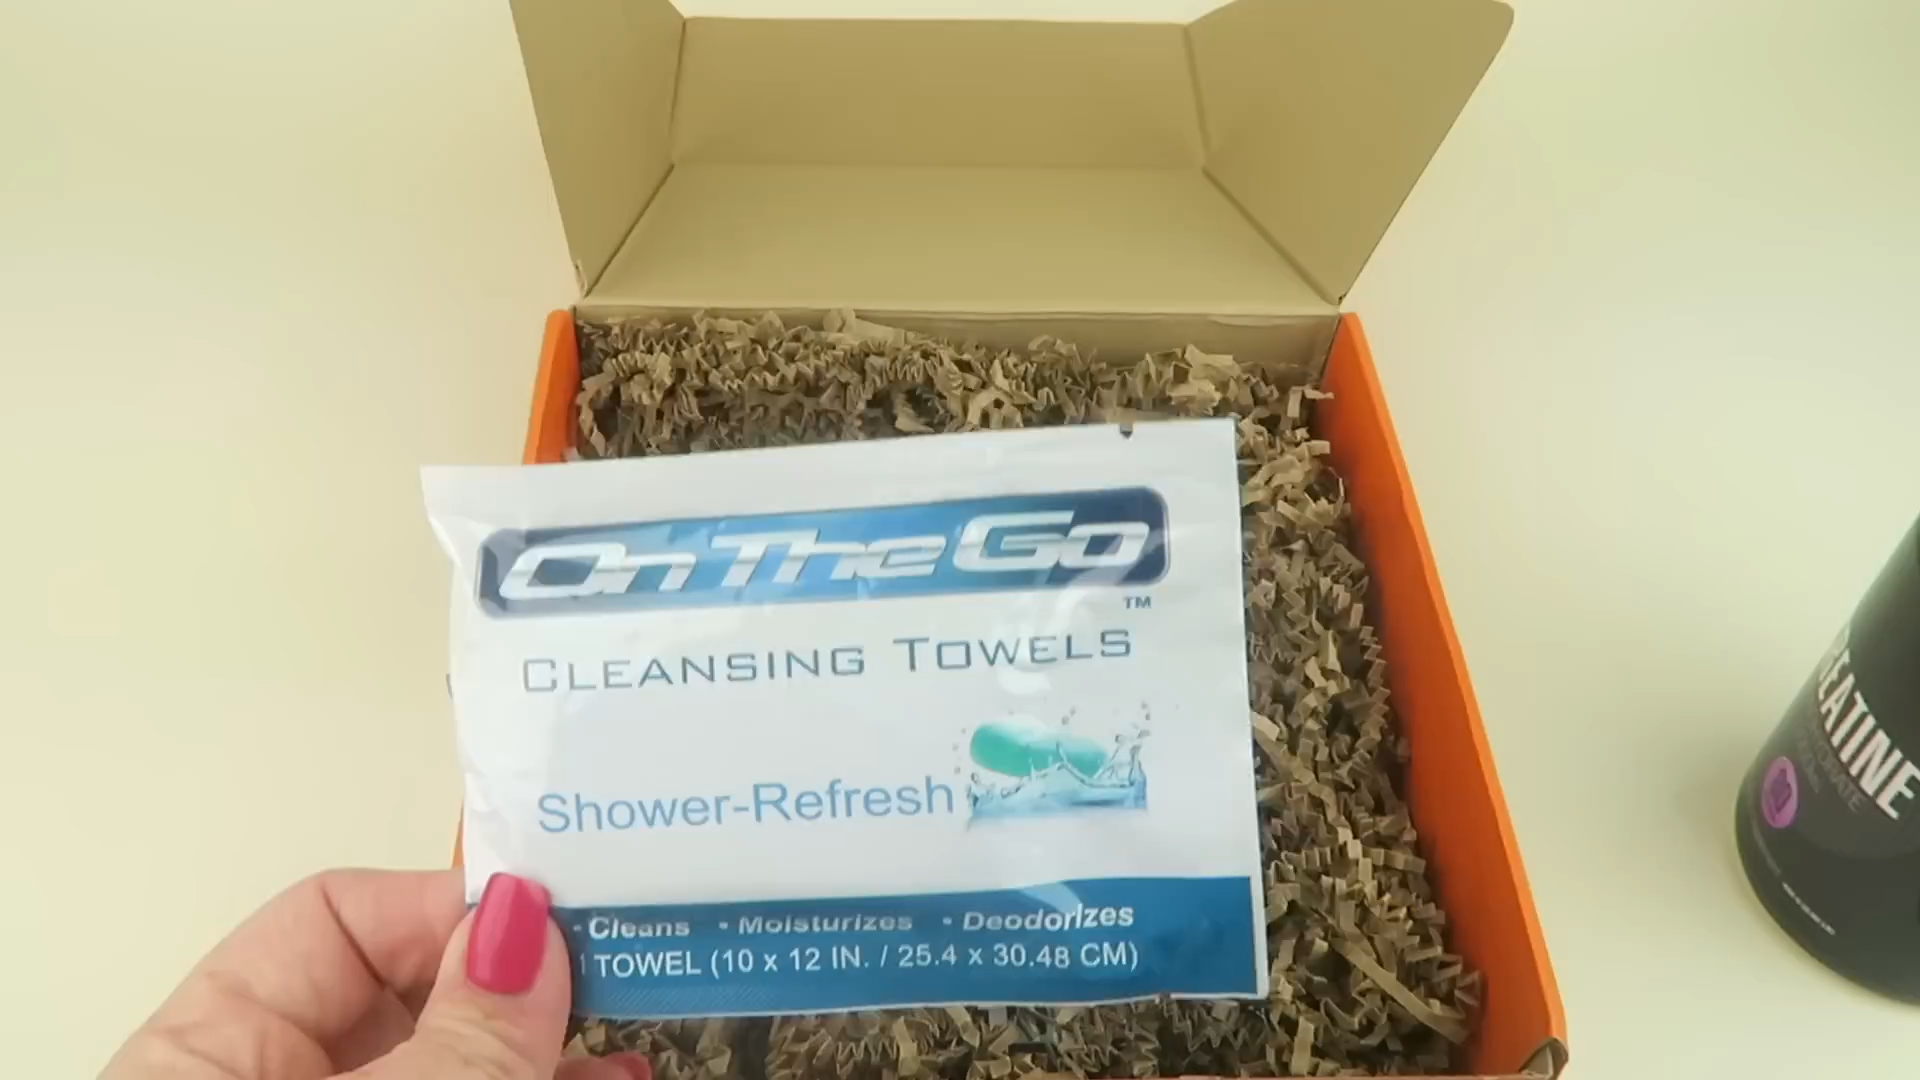 On The Go
TM
CLEANSING TOWELS
Shower-Refresh
• Cleans • Moisturizes • Deodorizes
1 TOWEL (10 x 12 IN. / 25.4 x 30.48 CM)
EATINE